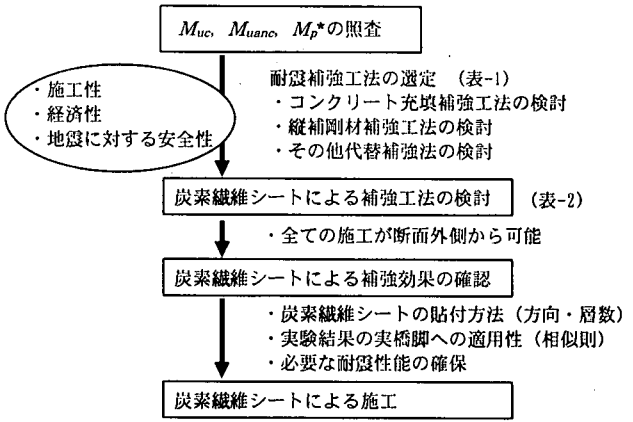 Muc, Muanc, Mp*の照査
・施工性
・経済性
・地震に対する安全性
耐震補強工法の選定 (表-1)
・コンクリート充填補強工法の検討
・縦補剛材補強工法の検討
・その他代替補強法の検討
炭素繊維シートによる補強工法の検討 (表-2)
・全ての施工が断面外側から可能
炭素繊維シートによる補強効果の確認
・炭素繊維シートの貼付方法(方向・層数)
・実験結果の実橋脚への適用性(相似則)
・必要な耐震性能の確保
炭素繊維シートによる施工